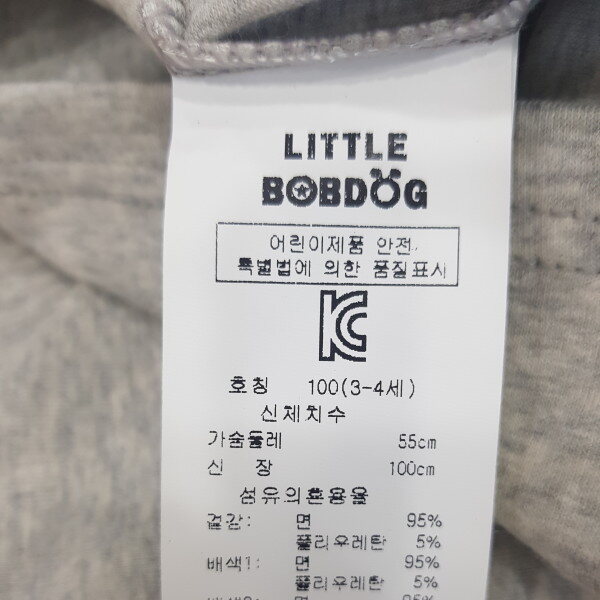 LITTLE
BOBDOG
어린이제품 안전
특별법에 의한 품질표시
KC
호칭 100(3-4세)
신체치수
가슴둘레 55cm
신 장 100cm
섬유의혼용율
겉감: 면 95%
폴리우레탄 5%
배색1: 면 95%
폴리우레탄 5%